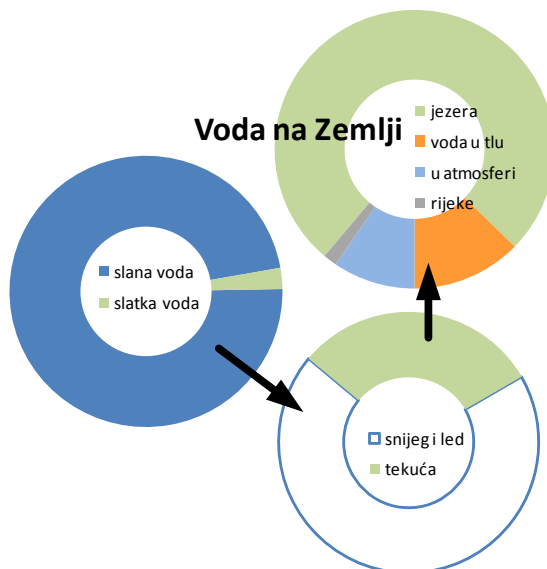 Voda na Zemlji
jezera
voda u tlu
u atmosferi
rijeke
slana voda
slatka voda
snijeg i led
tekuća